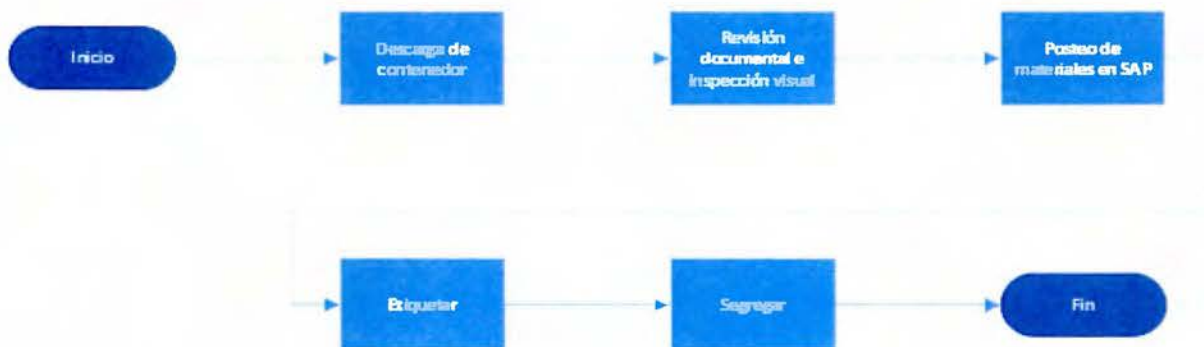 Inicio
Descarga de
contenedor
Revisión
documental e
inspección visual
Posteo de
materiales en SAP
Etiquetar
Segregar
Fin